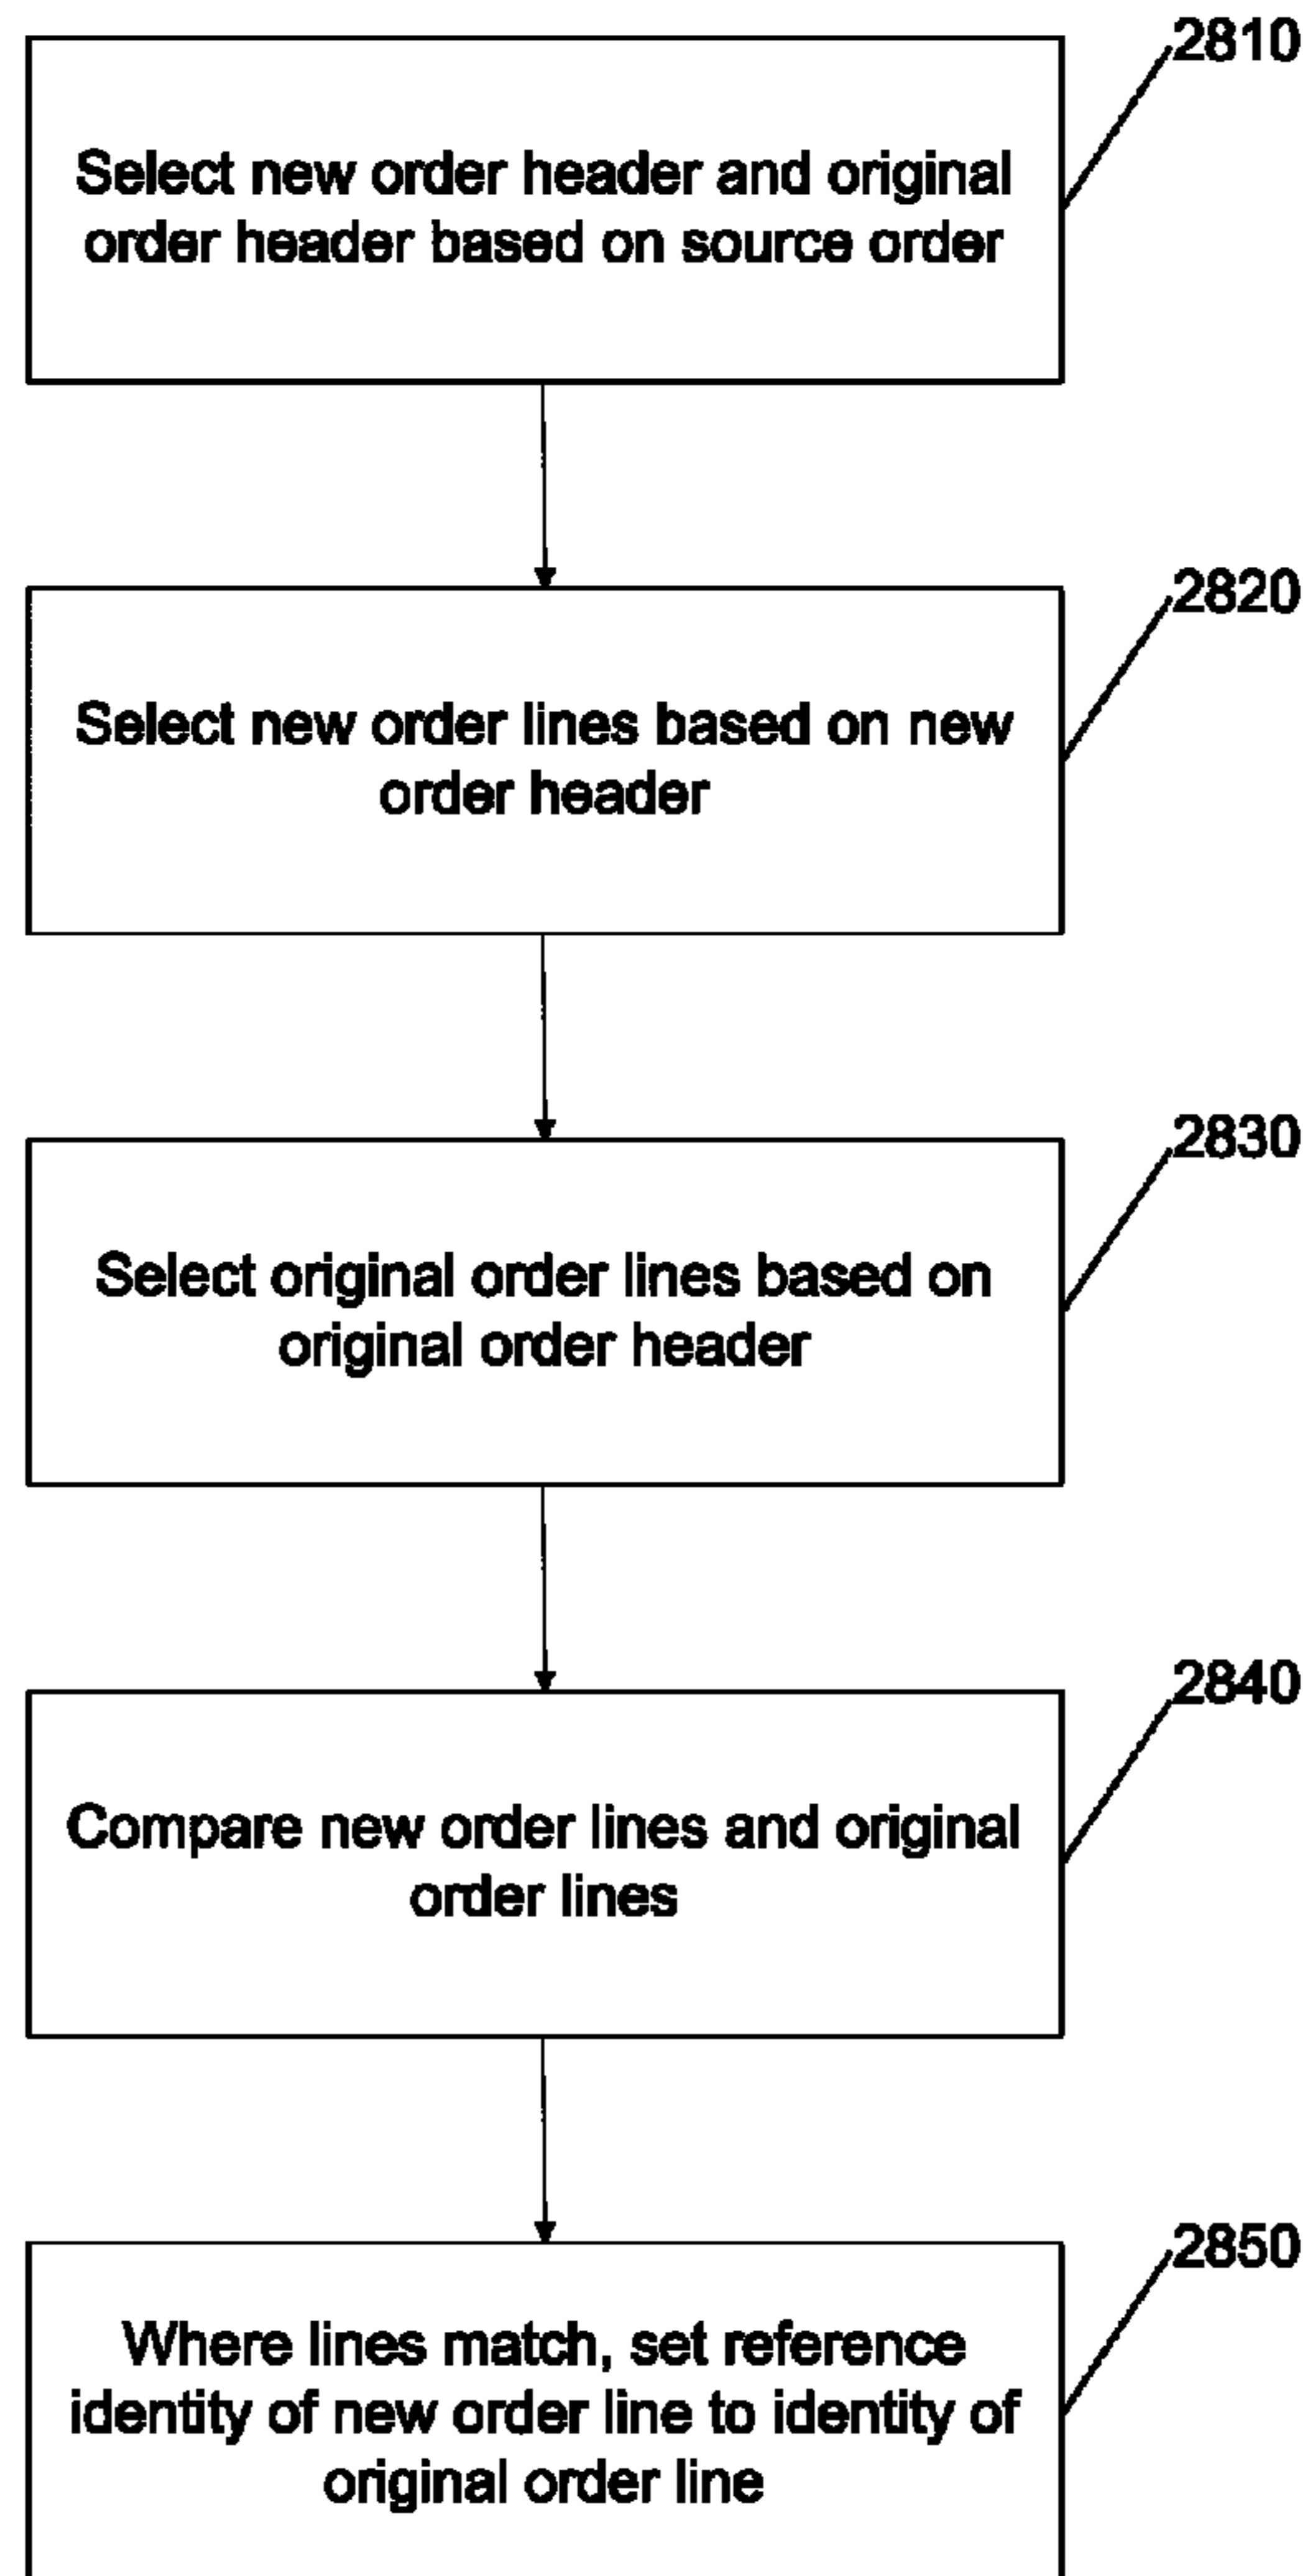 2810
Select new order header and original
order header based on source order
2820
Select new order lines based on new
order header
2830
Select original order lines based on
original order header
2840
Compare new order lines and original
order lines
2850
Where lines match, set reference
identity of new order line to identity of
original order line